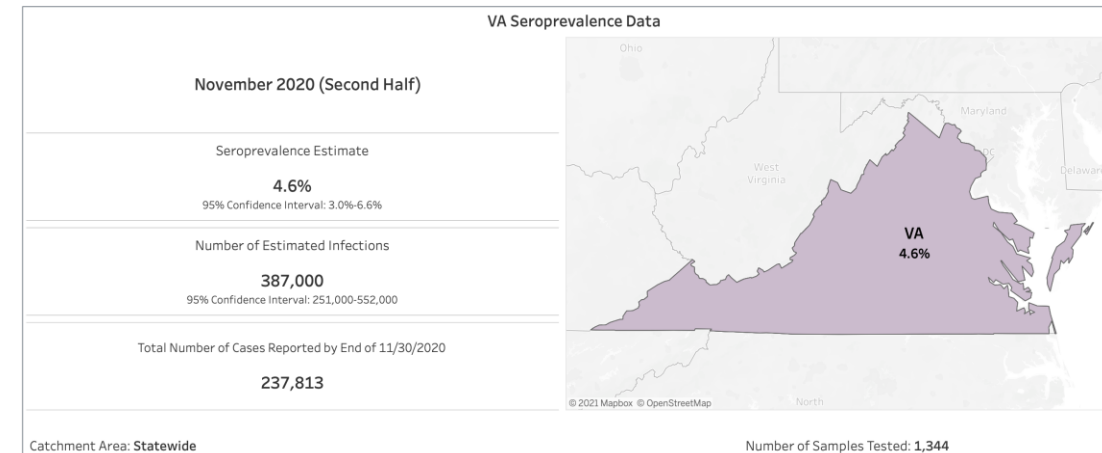 VA Seroprevalence Data
November 2020 (Second Half)
Seroprevalence Estimate
4.6%
95% Confidence Interval: 3.0%-6.6%
Number of Estimated Infections
387,000
95% Confidence Interval: 251,000-552,000
Total Number of Cases Reported by End of 11/30/2020
237,813
Ohio
Maryland
DC
West
Virginia
Delaware
VA
4.6%
North
© 2021 Mapbox © OpenStreetMap
Catchment Area: Statewide
Number of Samples Tested: 1,344